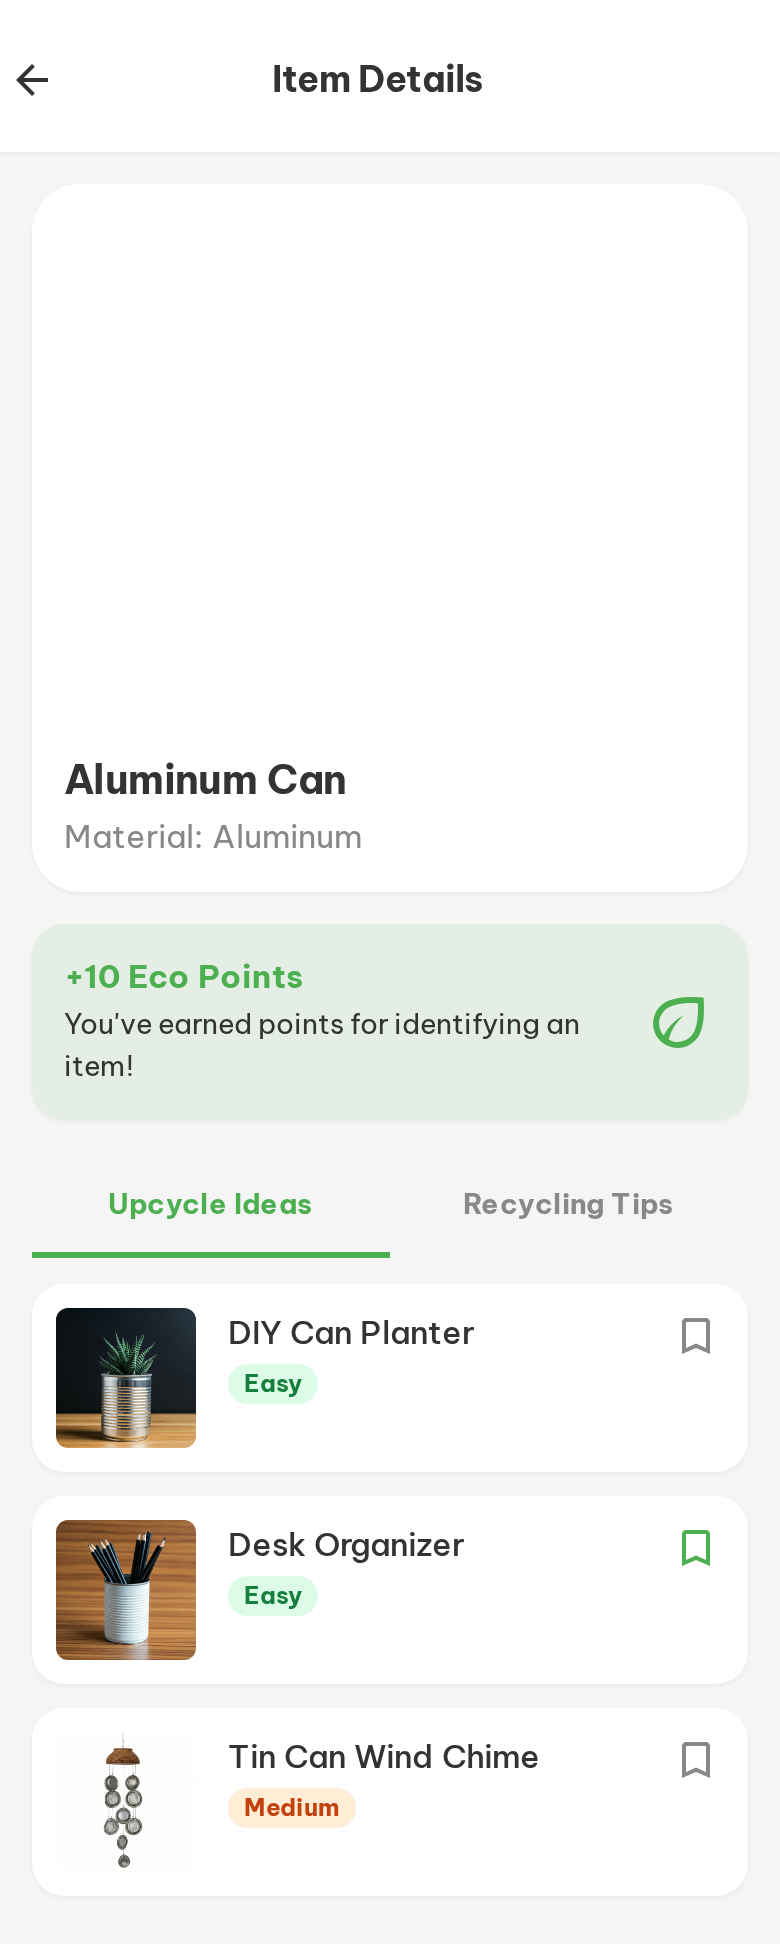 Item Details
Aluminum Can
Material: Aluminum
+10 Eco Points
You've earned points for identifying an
item!
Upcycle Ideas
Recycling Tips
DIY Can Planter
Easy
Desk Organizer
Easy
Tin Can Wind Chime
Medium